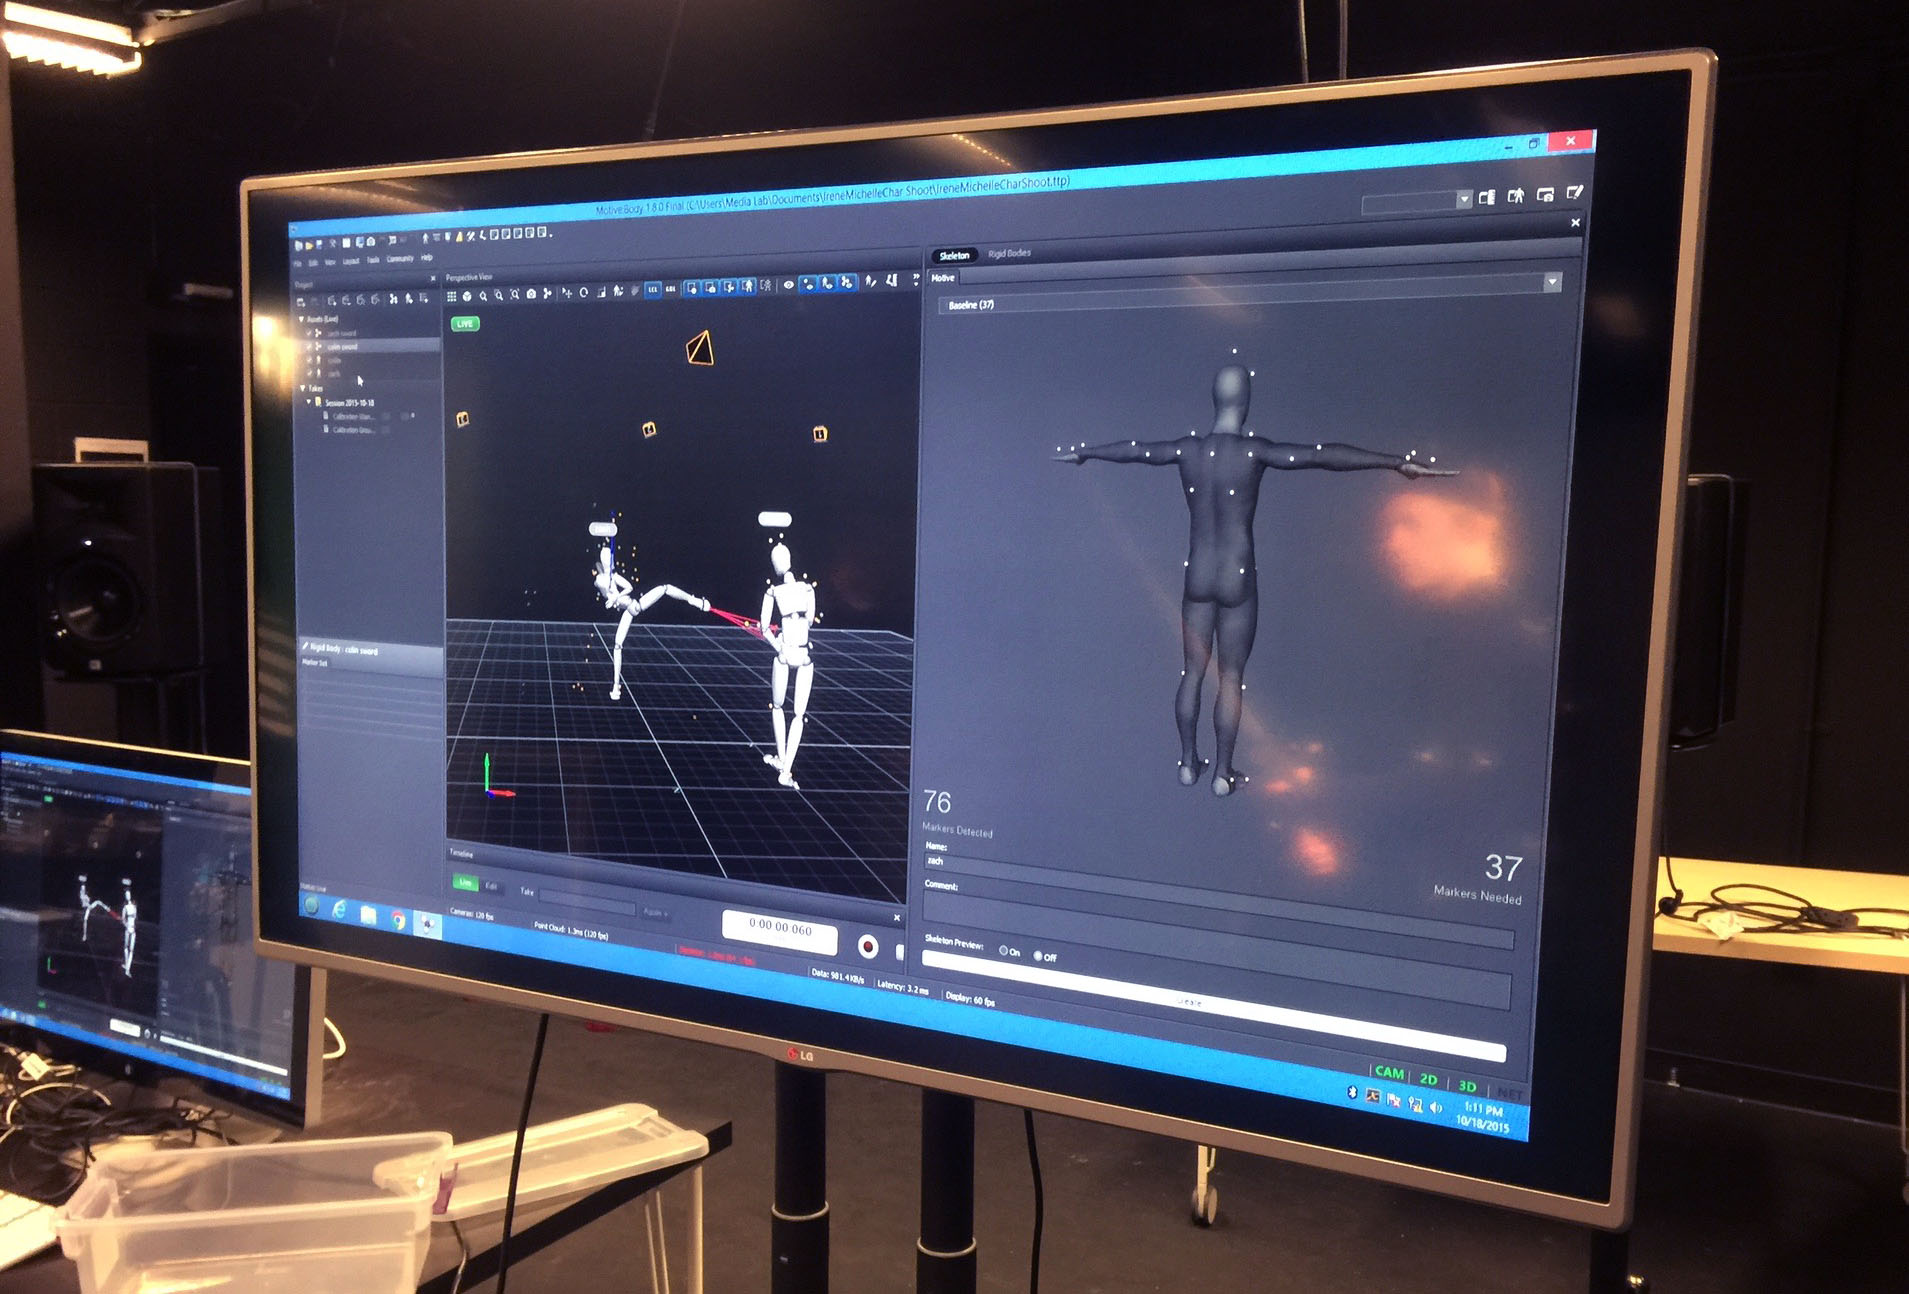 Motive:Body 1.8.0 Final (C:\Users\Media Lab\Documents\IreneMichelleChar Shoot\IreneMichelleCharShoot.ttp)
File Edit View Layout Tools Community Help
Project
Perspective View
Skeleton Rigid Bodies
Motive
Baseline (37)
LIVE
Assets (Live)
zach sword
colin sword
colin
zach
Takes
Session 2015-10-18
Rigid Body : colin sword
Marker Set
76
Markers Detected
37
Markers Needed
Name:
zach
Comment:
Skeleton Preview: On Off
Create
Timeline
Live Edit Take
0:00 00:060
Cameras: 120 fps Point Cloud: 1.3ms (120 fps)
Data: 981.4 KB/s Latency: 3.2 ms Display: 60 fps
CAM 2D 3D NET
1:11 PM
10/18/2015
LG